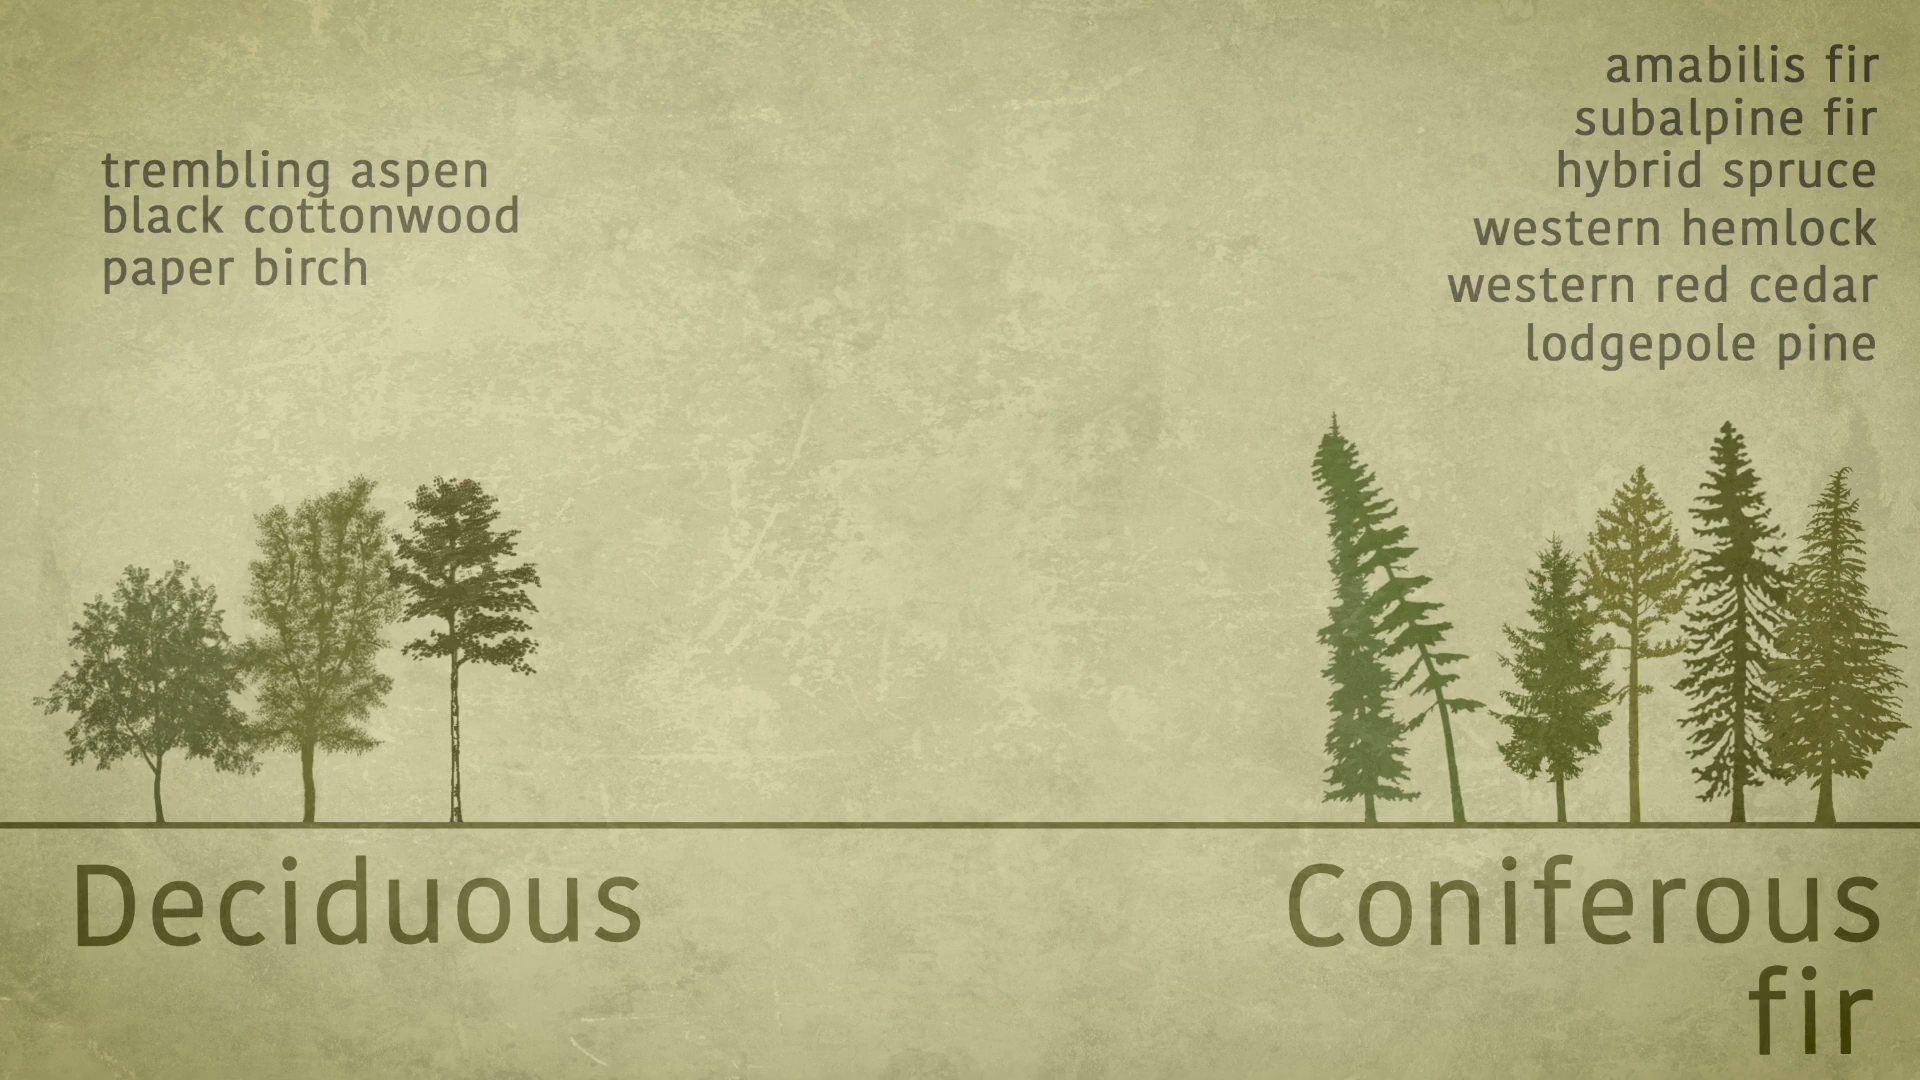 trembling aspen
black cottonwood
paper birch
amabilis fir
subalpine fir
hybrid spruce
western hemlock
western red cedar
lodgepole pine
Deciduous
Coniferous
fir